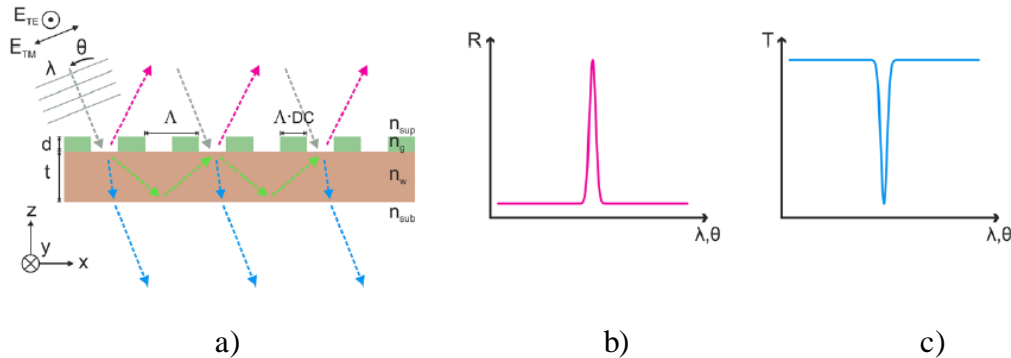 E_TE
E_TM
θ
λ
Λ
Λ·DC
n_sup
d
n_g
t
n_w
n_sub
z
y
x
a)
R
λ,θ
b)
T
λ,θ
c)